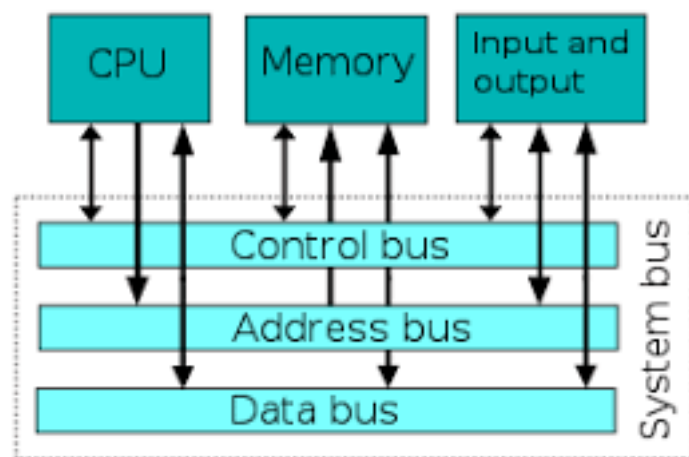 CPU
Memory
Input and
output
Control bus
Address bus
Data bus
System bus